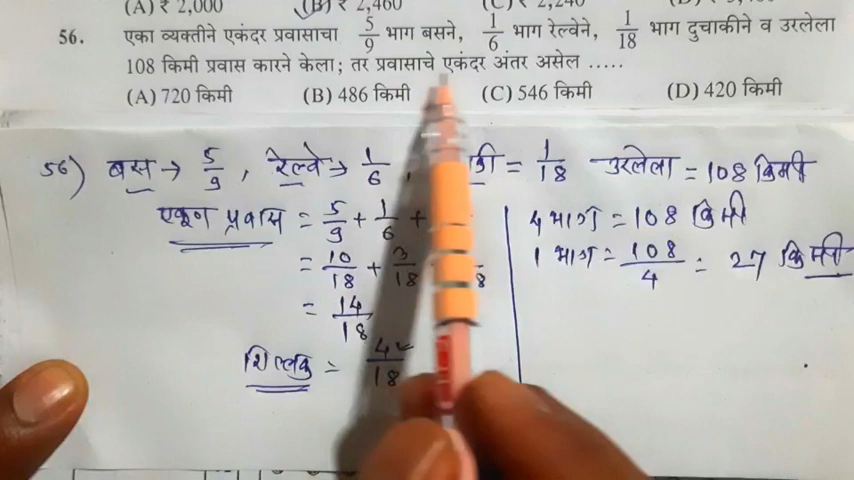 (A) ₹ 2,000 (B) ₹ 2,460 (C) ₹ 2,240
56. एका व्यक्तीने एकंदर प्रवासाचा 5/9 भाग बसने, 1/6 भाग रेल्वेने, 1/18 भाग दुचाकीने व उरलेला
108 किमी प्रवास कारने केला; तर प्रवासाचे एकंदर अंतर असेल .....
(A) 720 किमी (B) 486 किमी (C) 546 किमी (D) 420 किमी
56) बस → 5/9, रेल्वे → 1/6, = 1/18 उरलेला = 108 किमी
एकूण प्रवास = 5/9 + 1/6 +
4 भाग = 108 किमी
= 10/18 + 3/18
1 भाग = 108/4 = 27 किमी
= 14/18
शिल्लक = 4/18